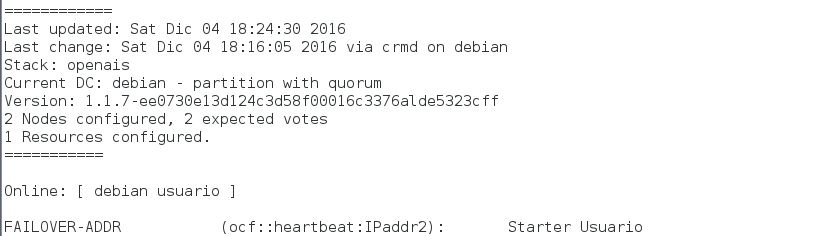 ============
Last updated: Sat Dic 04 18:24:30 2016
Last change: Sat Dic 04 18:16:05 2016 via crmd on debian
Stack: openais
Current DC: debian - partition with quorum
Version: 1.1.7-ee0730e13d124c3d58f00016c3376alde5323cff
2 Nodes configured, 2 expected votes
1 Resources configured.
===========
Online: [ debian usuario ]
FAILOVER-ADDR (ocf::heartbeat:IPaddr2): Starter Usuario